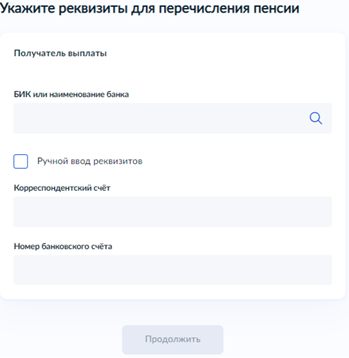 Укажите реквизиты для перечисления пенсии
Получатель выплаты
БИК или наименование банка
Ручной ввод реквизитов
Корреспондентский счёт
Номер банковского счёта
Продолжить